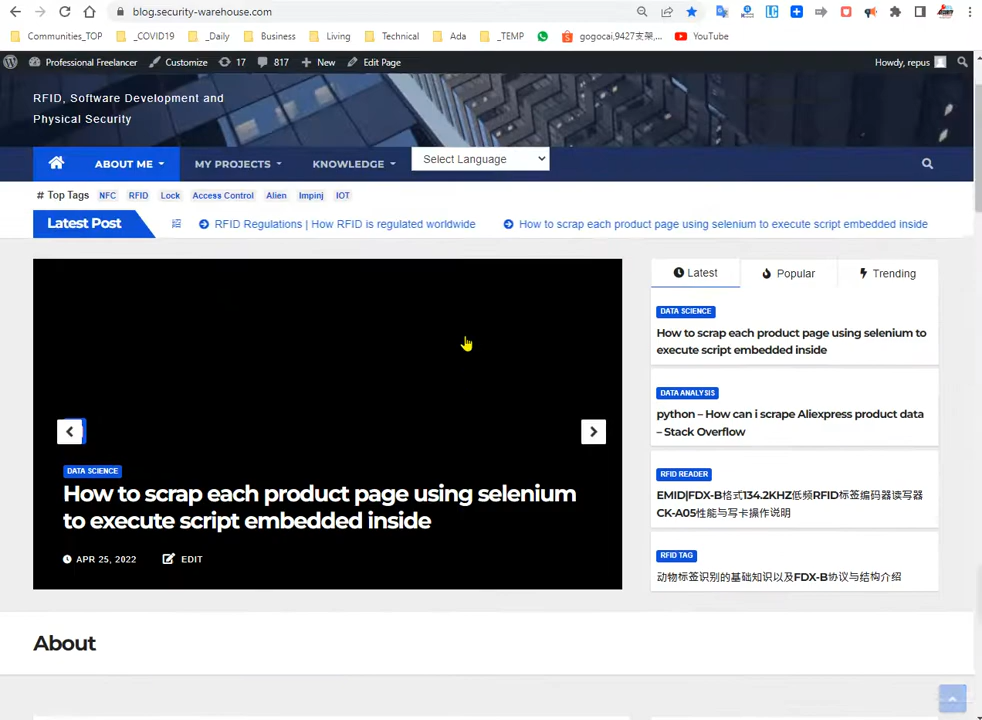 blog.security-warehouse.com
Communities_TOP _COVID19 _Daily Business Living Technical Ada _TEMP gogocai,9427支架,... YouTube
Professional Freelancer Customize 17 817 New Edit Page Howdy, repus
RFID, Software Development and
Physical Security
ABOUT ME MY PROJECTS KNOWLEDGE Select Language
# Top Tags NFC RFID Lock Access Control Alien Impinj IOT
Latest Post RFID Regulations | How RFID is regulated worldwide How to scrap each product page using selenium to execute script embedded inside
Latest Popular Trending
DATA SCIENCE
How to scrap each product page using selenium to
execute script embedded inside
DATA ANALYSIS
python – How can i scrape Aliexpress product data
– Stack Overflow
RFID READER
EMID|FDX-B格式134.2KHZ低频RFID标签编码器读写器
CK-A05性能与写卡操作说明
RFID TAG
动物标签识别的基础知识以及FDX-B协议与结构介绍
DATA SCIENCE
How to scrap each product page using selenium
to execute script embedded inside
APR 25, 2022 EDIT
About